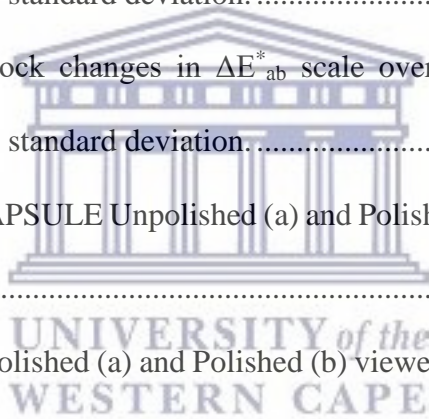 standard deviation. ........................
ock changes in ΔE*ab scale over
standard deviation. ........................
APSULE Unpolished (a) and Polish
................................................
UNIVERSITY of the
polished (a) and Polished (b) viewe
WESTERN CAPE